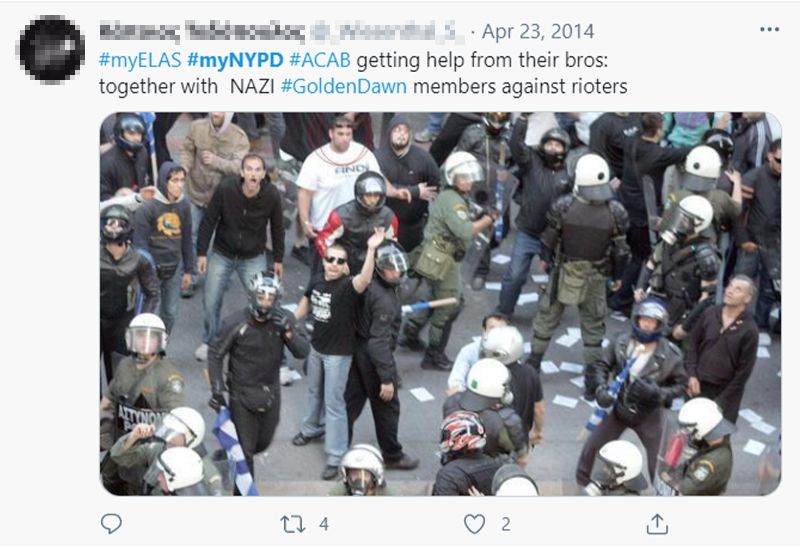 · Apr 23, 2014
#myELAS #myNYPD #ACAB getting help from their bros:
together with NAZI #GoldenDawn members against rioters
ΑΣΤΥΝΟΜ
4 2